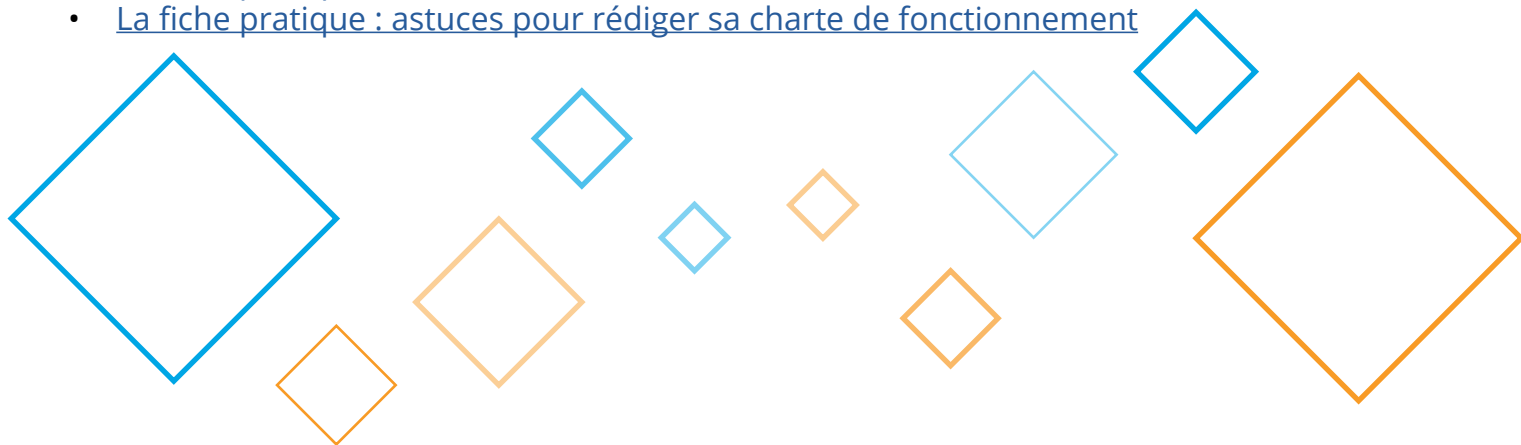 • La fiche pratique : astuces pour rédiger sa charte de fonctionnement